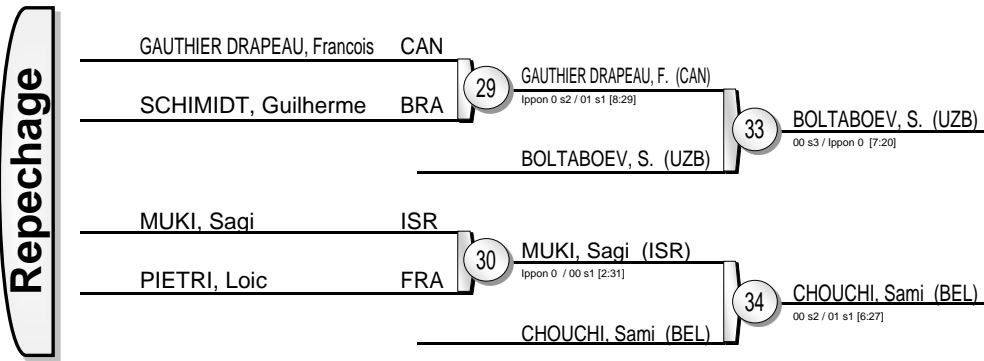 Repechage
GAUTHIER DRAPEAU, Francois CAN
SCHIMIDT, Guilherme BRA
29
GAUTHIER DRAPEAU, F. (CAN)
Ippon 0 s2 / 01 s1 [8:29]
BOLTABOEV, S. (UZB)
33
BOLTABOEV, S. (UZB)
00 s3 / Ippon 0 [7:20]
MUKI, Sagi ISR
PIETRI, Loic FRA
30
MUKI, Sagi (ISR)
Ippon 0 / 00 s1 [2:31]
CHOUCHI, Sami (BEL)
34
CHOUCHI, Sami (BEL)
00 s2 / 01 s1 [6:27]